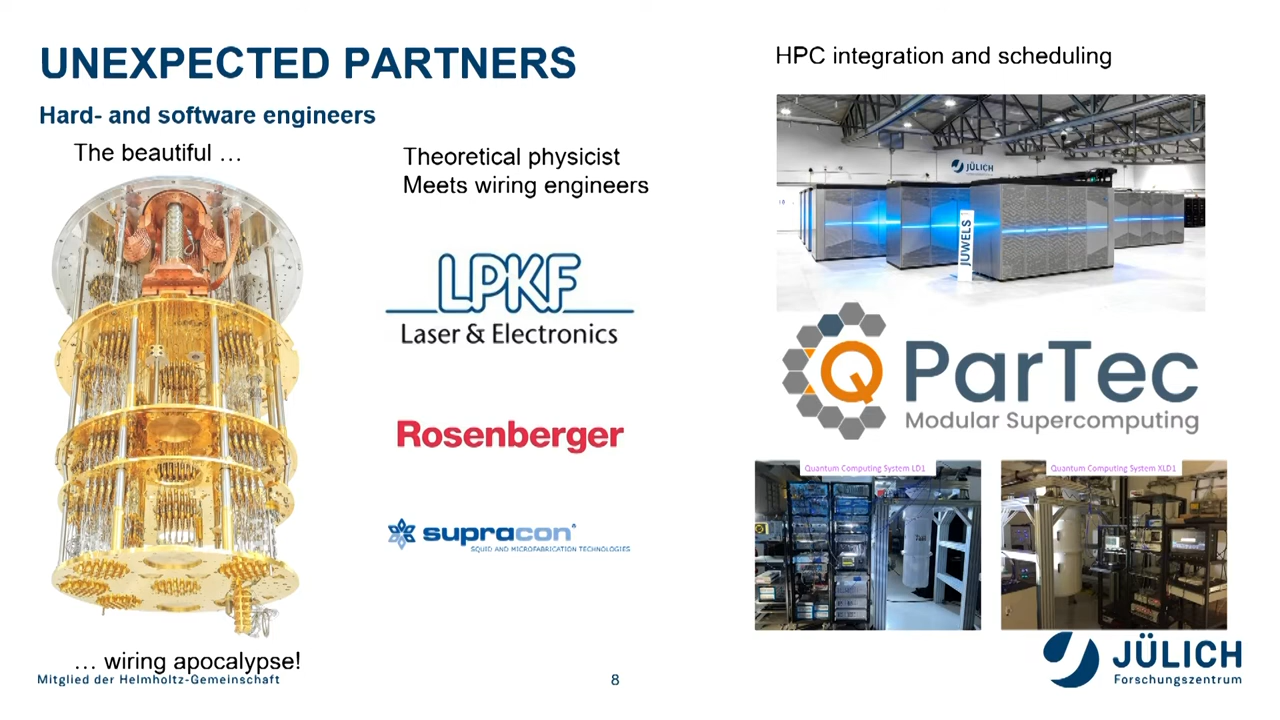 UNEXPECTED PARTNERS
Hard- and software engineers
The beautiful …
… wiring apocalypse!
Theoretical physicist
Meets wiring engineers
LPKF
Laser & Electronics
Rosenberger
supracon®
SQUID AND MICROFABRICATION TECHNOLOGIES
HPC integration and scheduling
JÜLICH
JUWELS
Q ParTec
Modular Supercomputing
Quantum Computing System LD1
Quantum Computing System XLD1
Mitglied der Helmholtz-Gemeinschaft
8
JÜLICH
Forschungszentrum